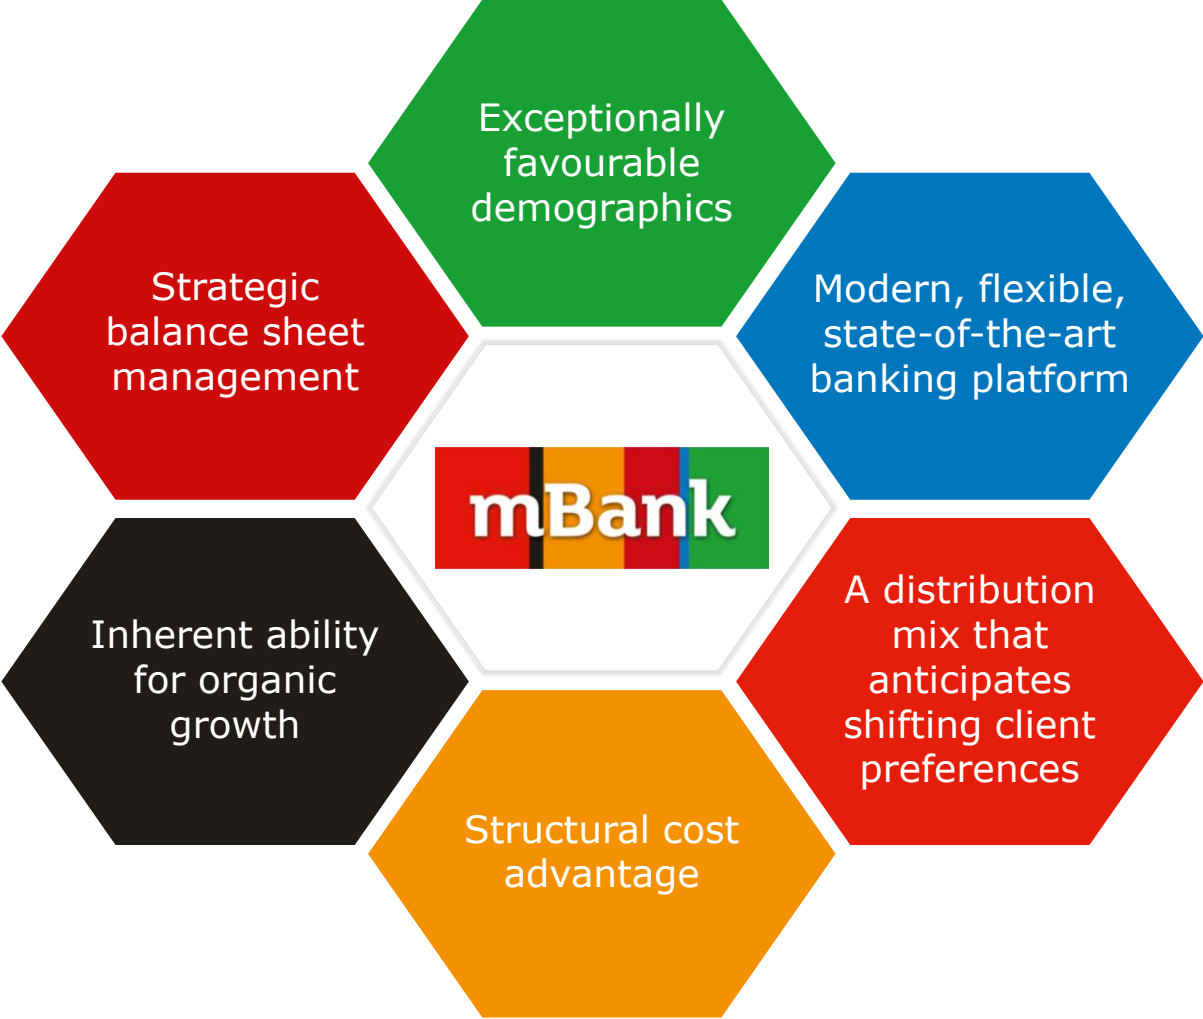 Exceptionally
favourable
demographics
Strategic
balance sheet
management
Modern, flexible,
state-of-the-art
banking platform
mBank
Inherent ability
for organic
growth
A distribution
mix that
anticipates
shifting client
preferences
Structural cost
advantage